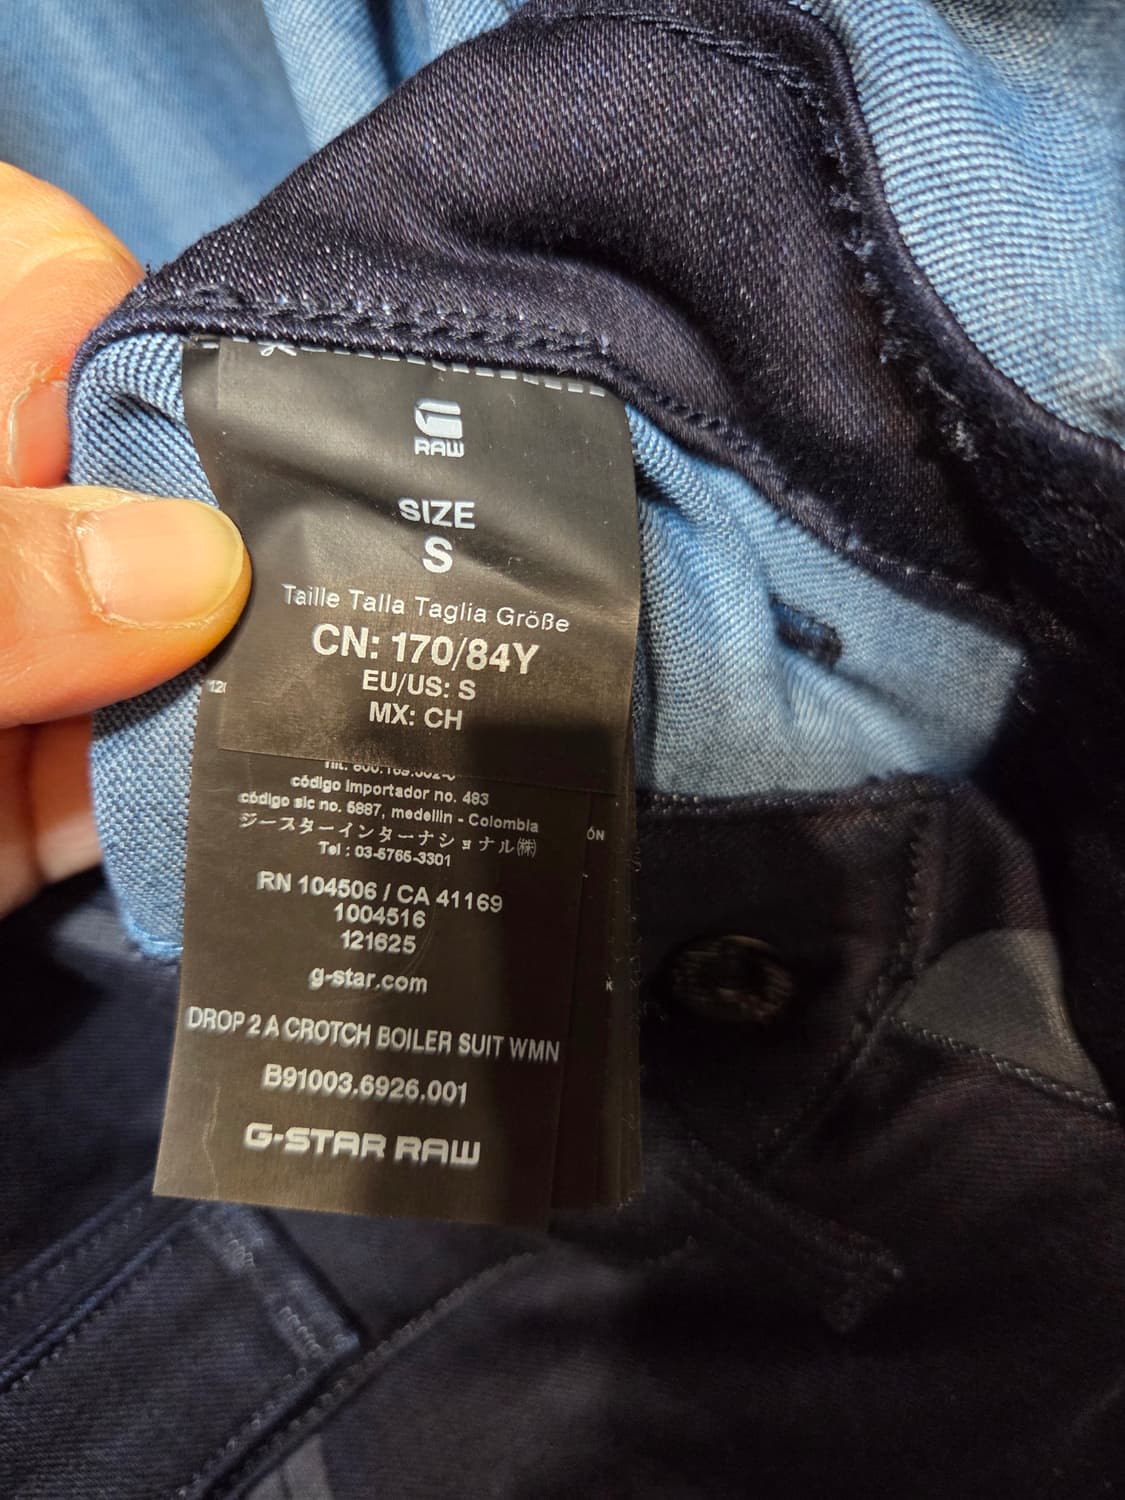 RAW
SIZE
S
Taille Talla Taglia Größe
CN: 170/84Y
EU/US: S
MX: CH
código importador no. 483
código sic no. 5887, medellin - Colombia
ジースターインターナショナル㈱
Tel : 03-5765-3301
RN 104506 / CA 41169
1004516
121625
g-star.com
DROP 2 A CROTCH BOILER SUIT WMN
B91003.6926.001
G-STAR RAW
ÓN
K